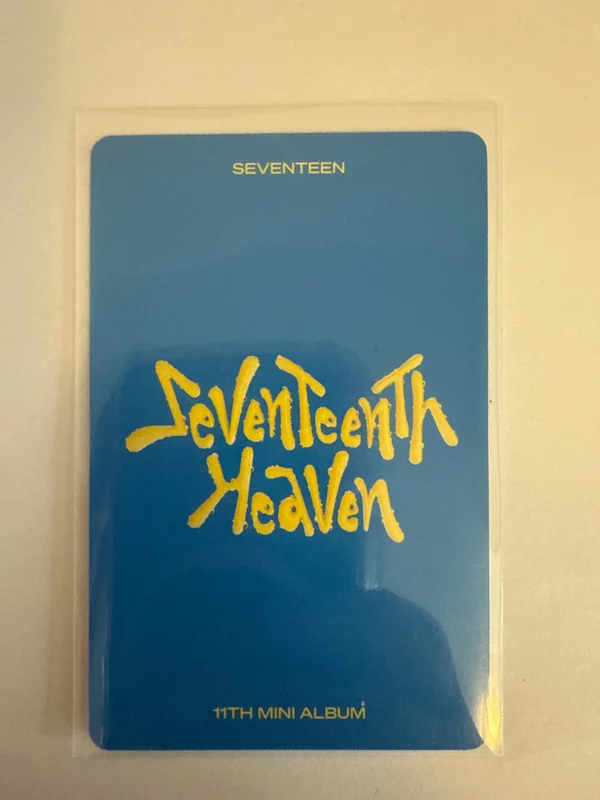 SEVENTEEN
SeVenTeenTh
HeaVen
11TH MINI ALBUM